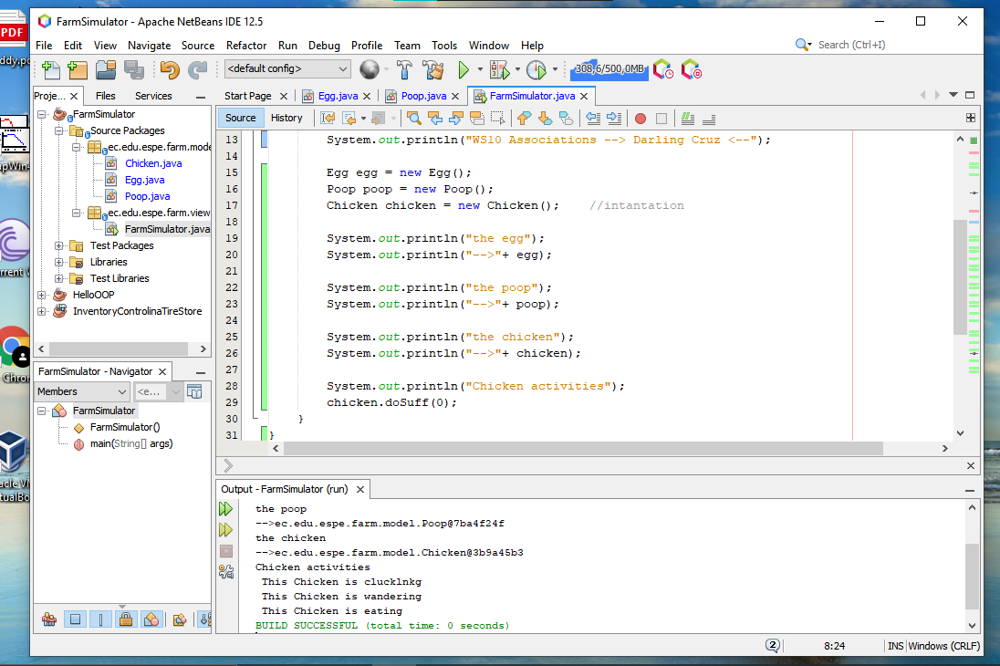 PDF
FarmSimulator - Apache NetBeans IDE 12.5
File Edit View Navigate Source Refactor Run Debug Profile Team Tools Window Help
Search (Ctrl+I)
<default config>
308,6/500,0MB
Proje... Files Services
Start Page Egg.java Poop.java FarmSimulator.java
Source History
FarmSimulator
Source Packages
ec.edu.espe.farm.mode
Chicken.java
Egg.java
Poop.java
ec.edu.espe.farm.view
FarmSimulator.java
Test Packages
Libraries
Test Libraries
HelloOOP
InventoryControlinaTireStore
13 System.out.println("WS10 Associations --> Darling Cruz <--");
14
15 Egg egg = new Egg();
16 Poop poop = new Poop();
17 Chicken chicken = new Chicken(); //intantation
18
19 System.out.println("the egg");
20 System.out.println("-->"+ egg);
21
22 System.out.println("the poop");
23 System.out.println("-->"+ poop);
24
25 System.out.println("the chicken");
26 System.out.println("-->"+ chicken);
27
28 System.out.println("Chicken activities");
29 chicken.doSuff(0);
30 }
31 }
FarmSimulator - Navigator
Members <e...
FarmSimulator
FarmSimulator()
main(String[] args)
Output - FarmSimulator (run)
the poop
-->ec.edu.espe.farm.model.Poop@7ba4f24f
the chicken
-->ec.edu.espe.farm.model.Chicken@3b9a45b3
Chicken activities
This Chicken is clucklnkg
This Chicken is wandering
This Chicken is eating
BUILD SUCCESSFUL (total time: 0 seconds)
2 8:24 INS Windows (CRLF)